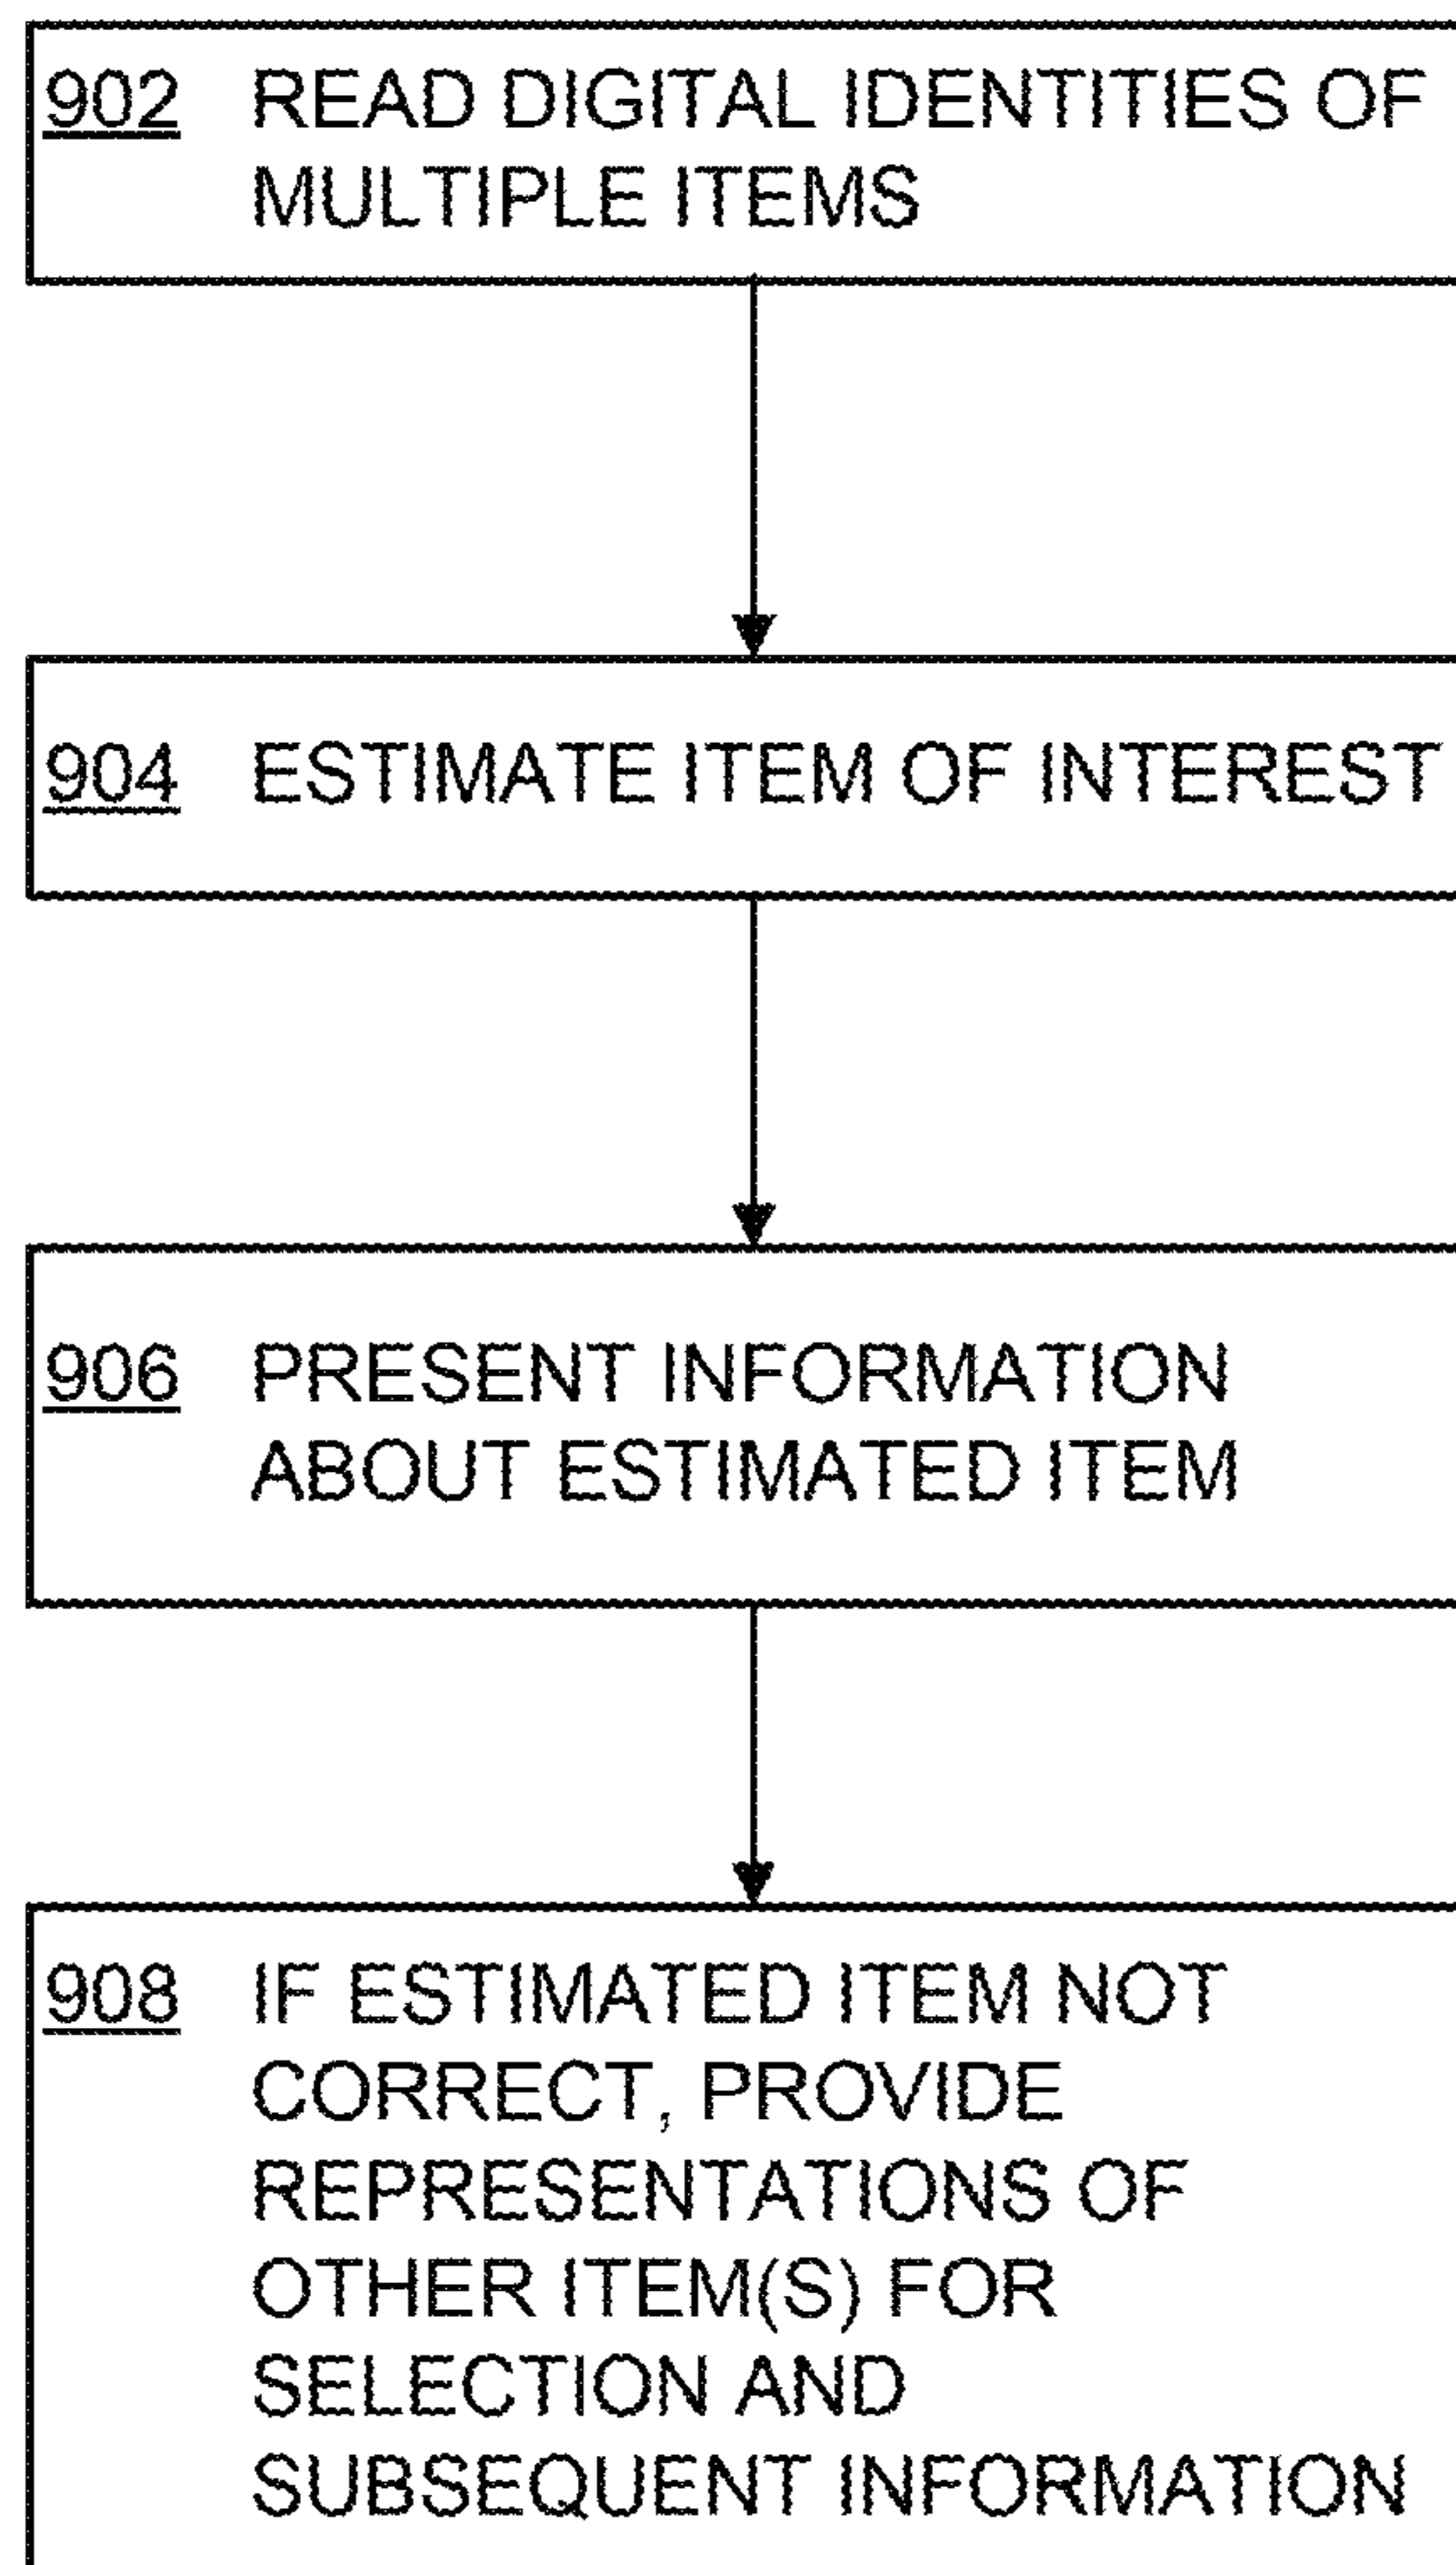 902 READ DIGITAL IDENTITIES OF
MULTIPLE ITEMS
904 ESTIMATE ITEM OF INTEREST
906 PRESENT INFORMATION
ABOUT ESTIMATED ITEM
908 IF ESTIMATED ITEM NOT
CORRECT, PROVIDE
REPRESENTATIONS OF
OTHER ITEM(S) FOR
SELECTION AND
SUBSEQUENT INFORMATION